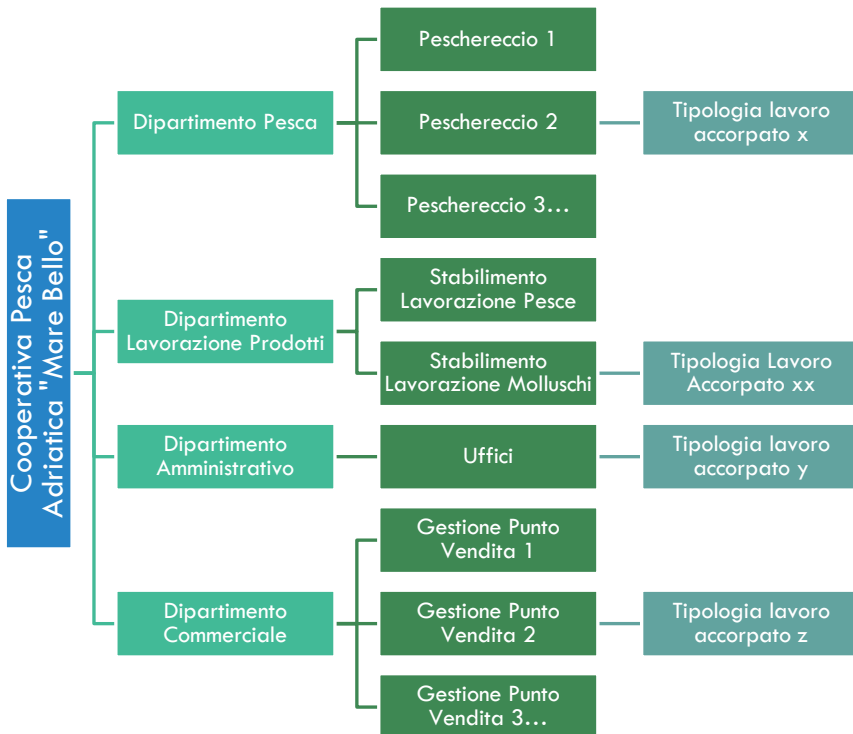 Cooperativa Pesca
Adriatica "Mare Bello"
Dipartimento Pesca
Peschereccio 1
Peschereccio 2
Tipologia lavoro
accorpato x
Peschereccio 3...
Dipartimento
Lavorazione Prodotti
Stabilimento
Lavorazione Pesce
Stabilimento
Lavorazione Molluschi
Tipologia Lavoro
Accorpato xx
Dipartimento
Amministrativo
Uffici
Tipologia lavoro
accorpato y
Dipartimento
Commerciale
Gestione Punto
Vendita 1
Gestione Punto
Vendita 2
Tipologia lavoro
accorpato z
Gestione Punto
Vendita 3...